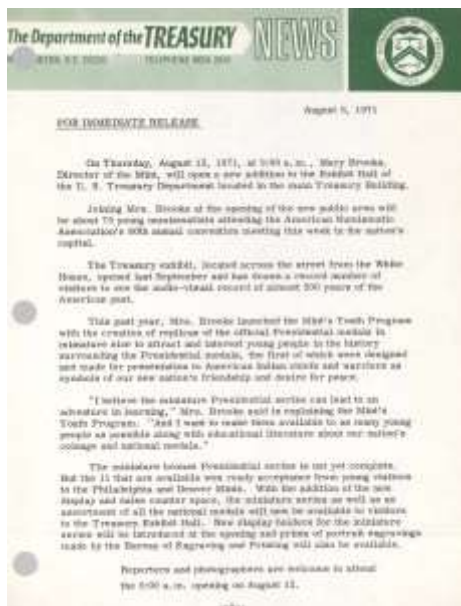 The Department of the TREASURY NEWS
WASHINGTON, D.C. 20220 TELEPHONE W04-2041
August 5, 1971
FOR IMMEDIATE RELEASE
On Thursday, August 12, 1971, at 9:00 a.m., Mary Brooks,
Director of the Mint, will open a new addition to the Exhibit Hall of
the U. S. Treasury Department located in the main Treasury Building.
Joining Mrs. Brooks at the opening of the new public area will
be about 75 young numismatists attending the American Numismatic
Association's 80th annual convention meeting this week in the nation's
capital.
The Treasury exhibit, located across the street from the White
House, opened last September and has drawn a record number of
visitors to see the audio-visual record of almost 200 years of the
American past.
This past year, Mrs. Brooks launched the Mint's Youth Program
with the creation of replicas of the official Presidential medals in
miniature size to attract and interest young people in the history
surrounding the Presidential medals, the first of which were designed
and made for presentation to American Indian chiefs and warriors as
symbols of our new nation's friendship and desire for peace.
"I believe the miniature Presidential series can lead to an
adventure in learning," Mrs. Brooks said in explaining the Mint's
Youth Program. "And I want to make them available to as many young
people as possible along with educational literature about our nation's
coinage and national medals."
The miniature bronze Presidential series is not yet complete.
But the 11 that are available won ready acceptance from young visitors
to the Philadelphia and Denver Mints. With the addition of the new
display and sales counter space, the miniature series as well as an
assortment of all the national medals will now be available to visitors
to the Treasury Exhibit Hall. New display holders for the miniature
series will be introduced at the opening and prints of portrait engravings
made by the Bureau of Engraving and Printing will also be available.
Reporters and photographers are welcome to attend
the 9:00 a.m. opening on August 12.